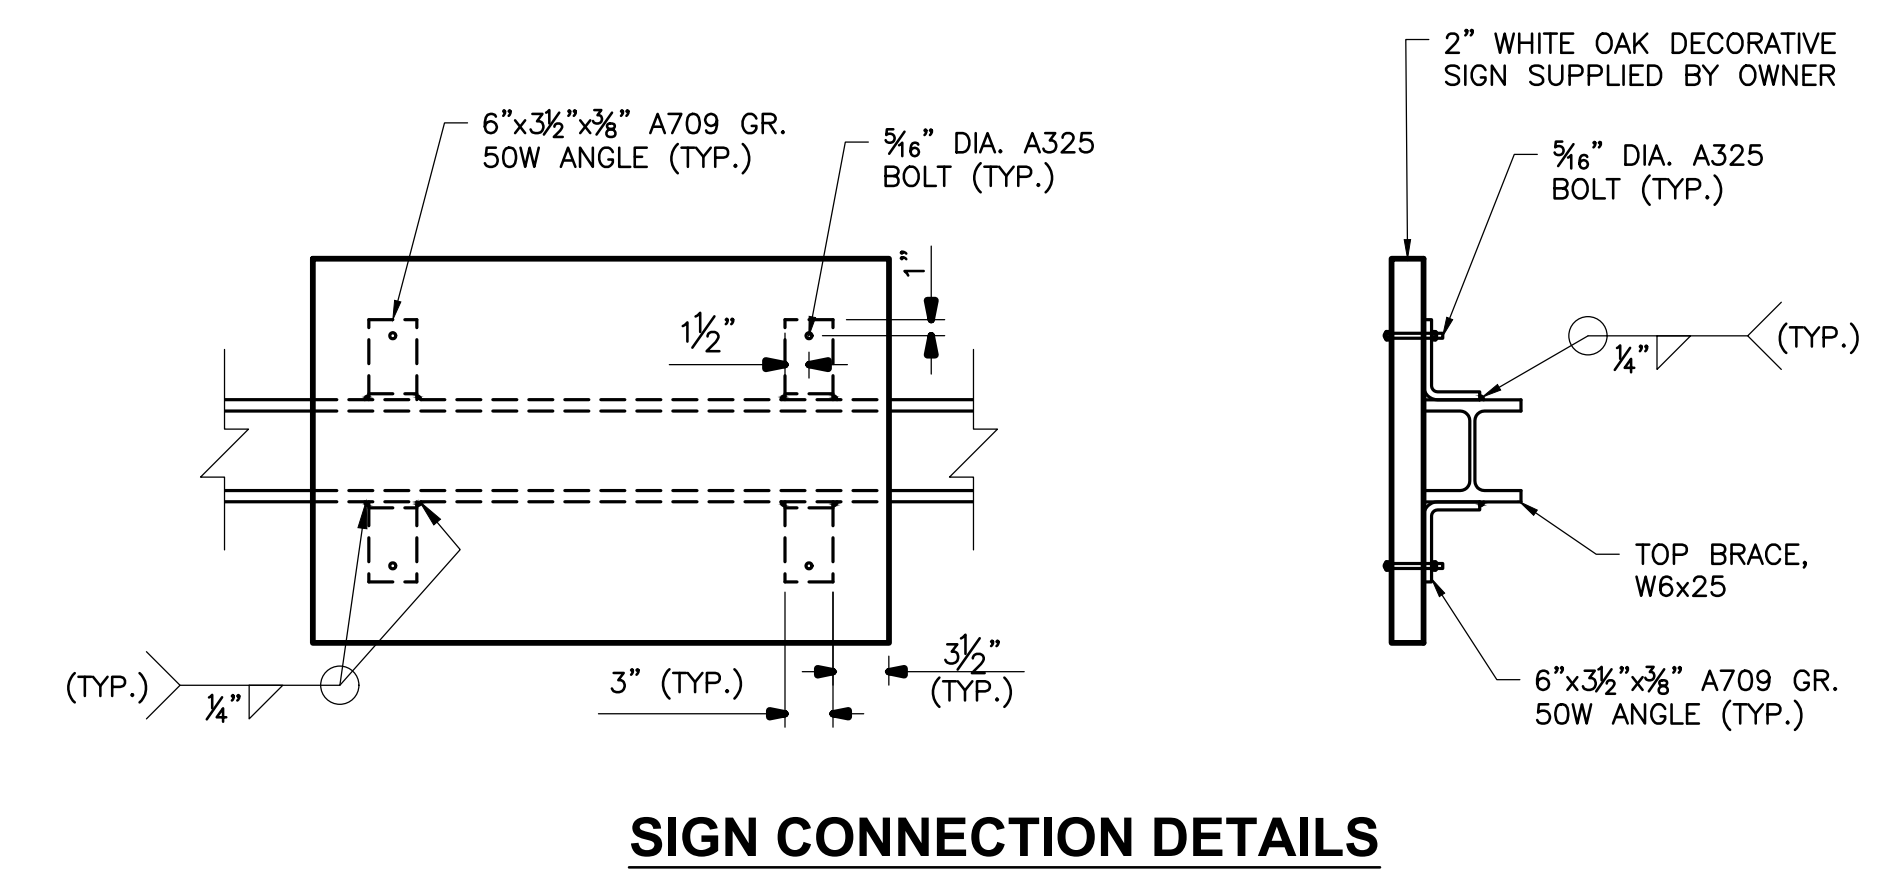 2” WHITE OAK DECORATIVE
SIGN SUPPLIED BY OWNER
6”x3½”x⅜” A709 GR.
50W ANGLE (TYP.)
5⁄16” DIA. A325
BOLT (TYP.)
5⁄16” DIA. A325
BOLT (TYP.)
1”
1½”
¼”
(TYP.)
TOP BRACE,
W6x25
3” (TYP.)
3½”
(TYP.)
(TYP.)
¼”
6”x3½”x⅜” A709 GR.
50W ANGLE (TYP.)
SIGN CONNECTION DETAILS